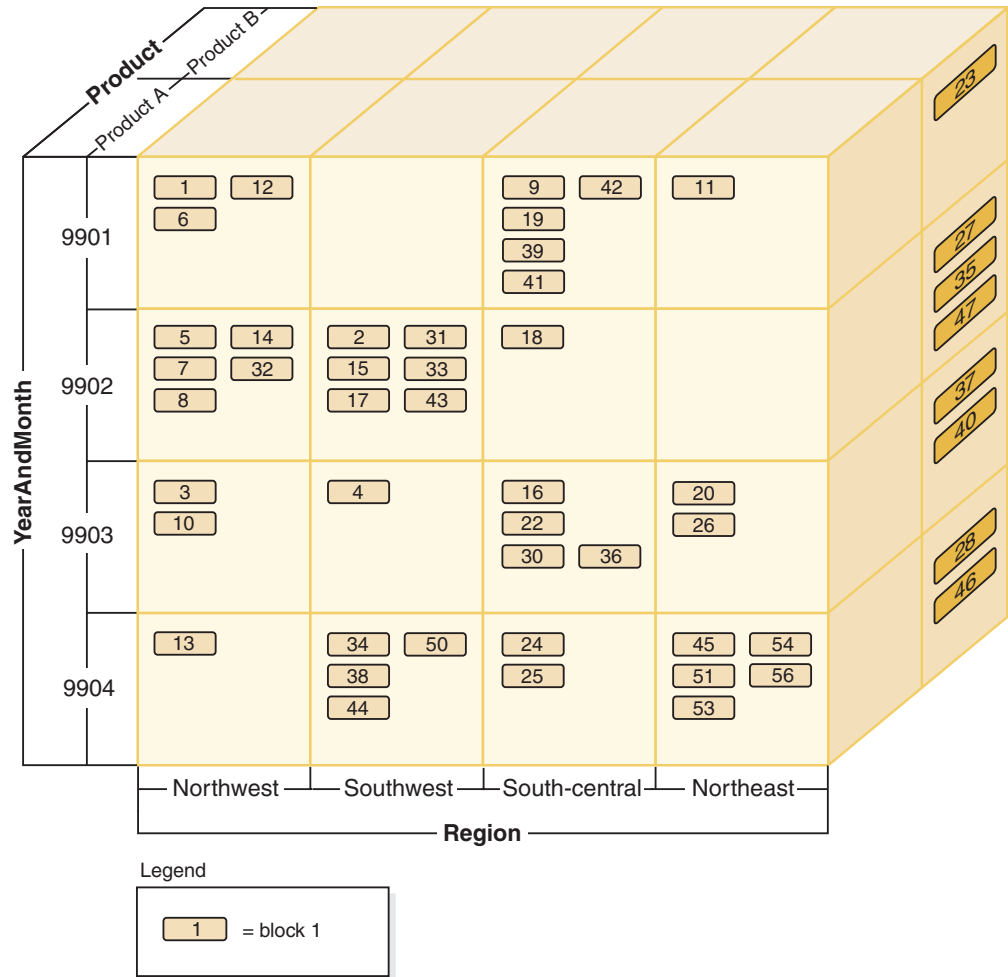 Product
Product B
Product A
YearAndMonth
23
1 12 9 42 11
6 19
9901
39
41
27
35
47
5 14 2 31 18
7 32 15 33
9902
8 17 43
37
40
3 4 16 20
10 22 26
9903
30 36
28
46
13 34 50 24 45 54
38 25 51 56
9904
44 53
Northwest Southwest South-central Northeast
Region
Legend
1 = block 1